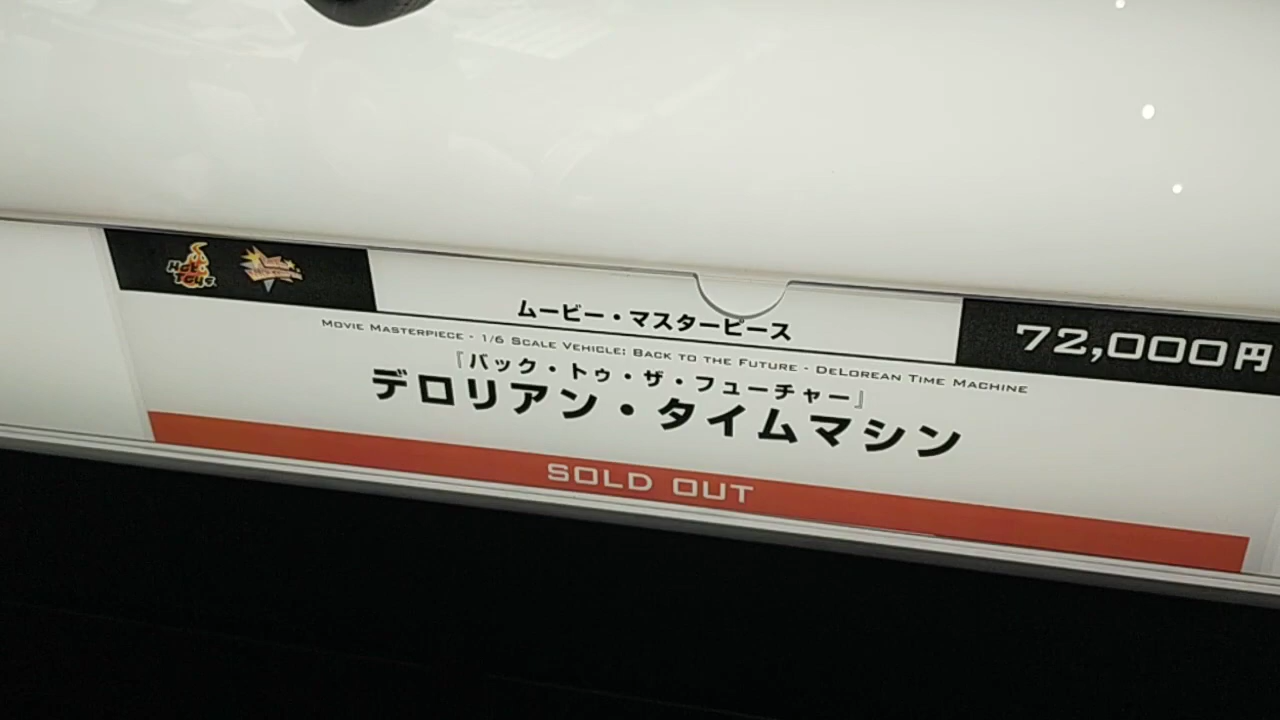 HOT TOYS
ムービー・マスターピース
72,000円
MOVIE MASTERPIECE - 1/6 SCALE VEHICLE: BACK TO THE FUTURE - DELOREAN TIME MACHINE
『バック・トゥ・ザ・フューチャー』
デロリアン・タイムマシン
SOLD OUT